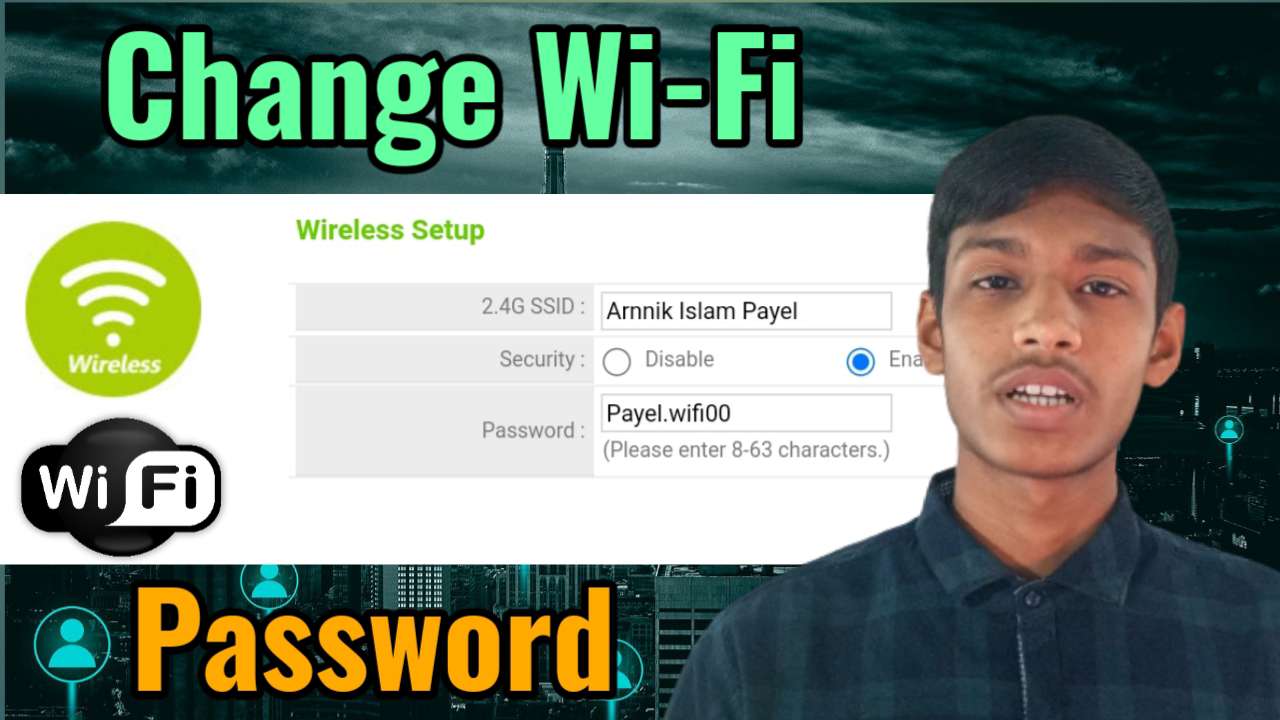 Change Wi-Fi
Wireless Setup
Wireless
2.4G SSID : Arnnik Islam Payel
Security : Disable Ena
Password : Payel.wifi00
(Please enter 8-63 characters.)
Wi Fi
Password